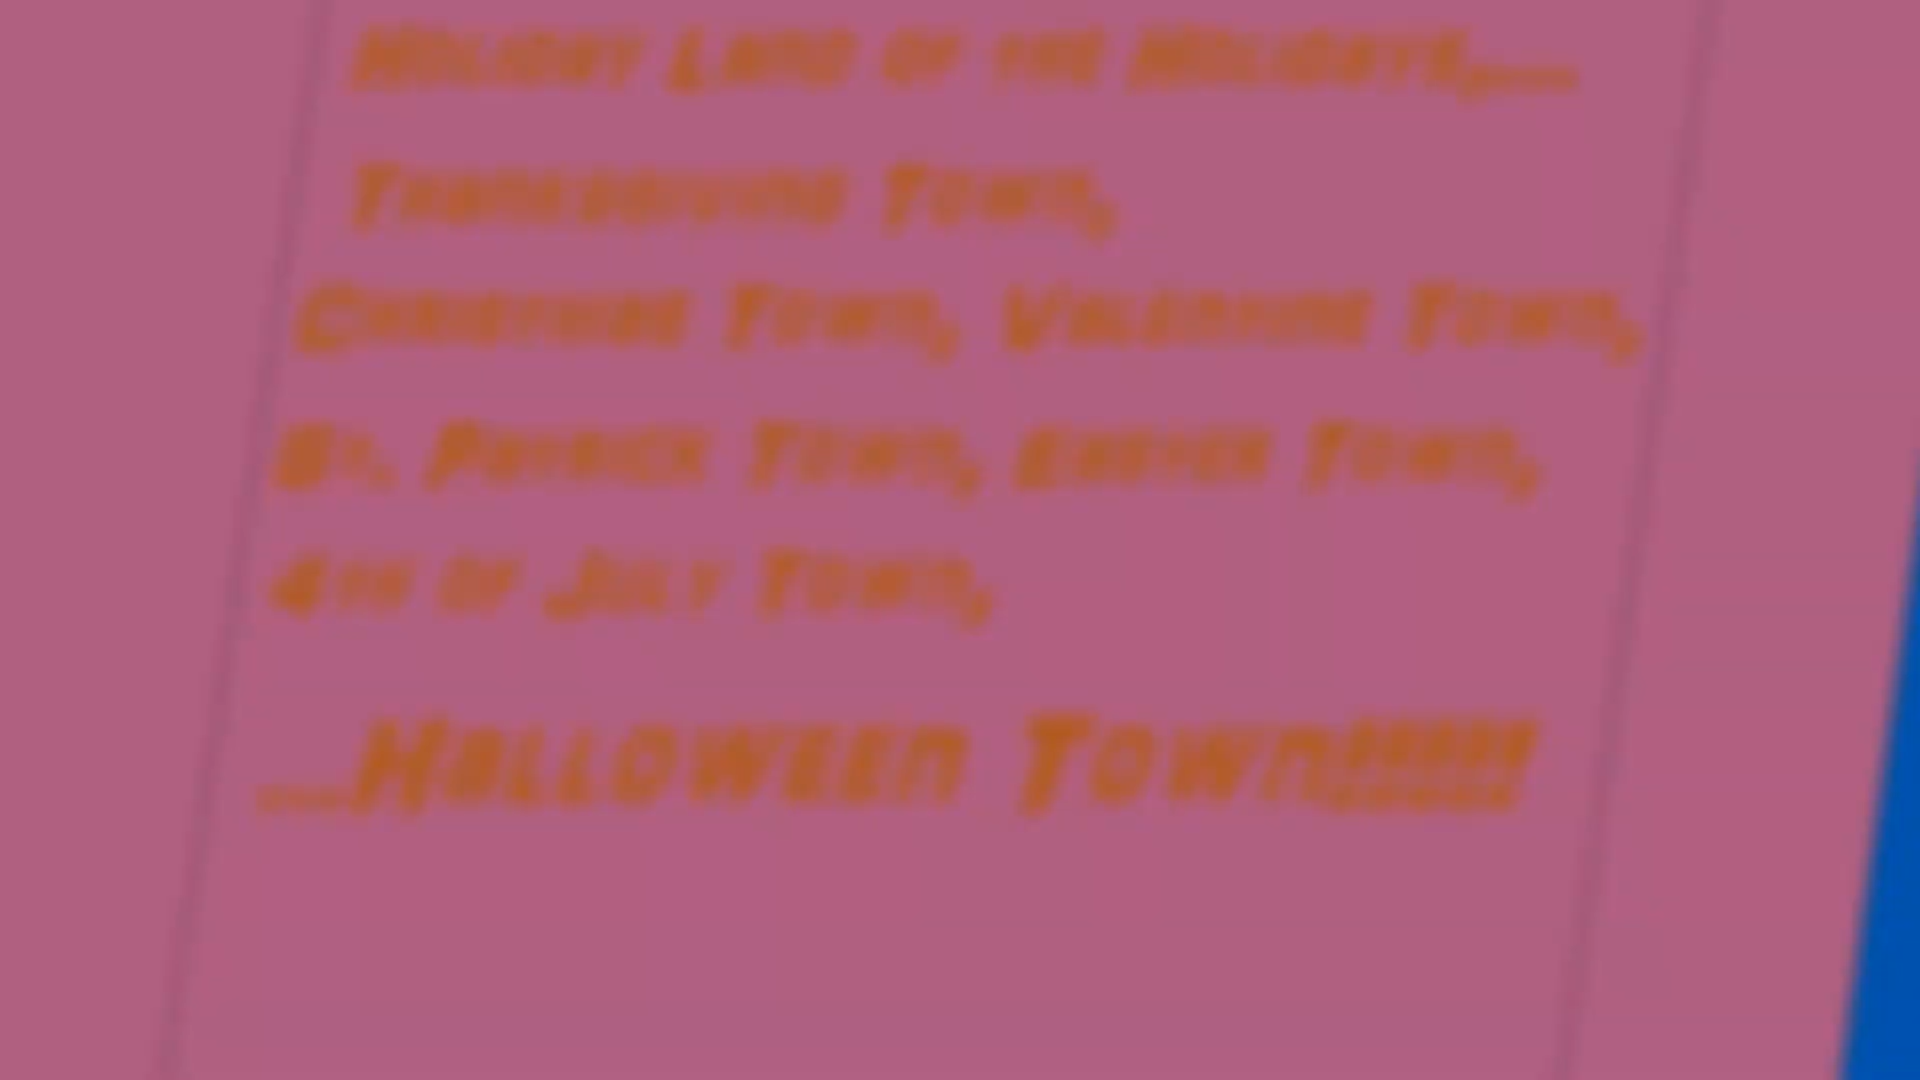 Holiday Land of the Holidays,....
Thanksgiving Town,
Christmas Town, Valentine Town,
St. Patrick Town, Easter Town,
4th of July Town,
...Halloween Town!!!!!